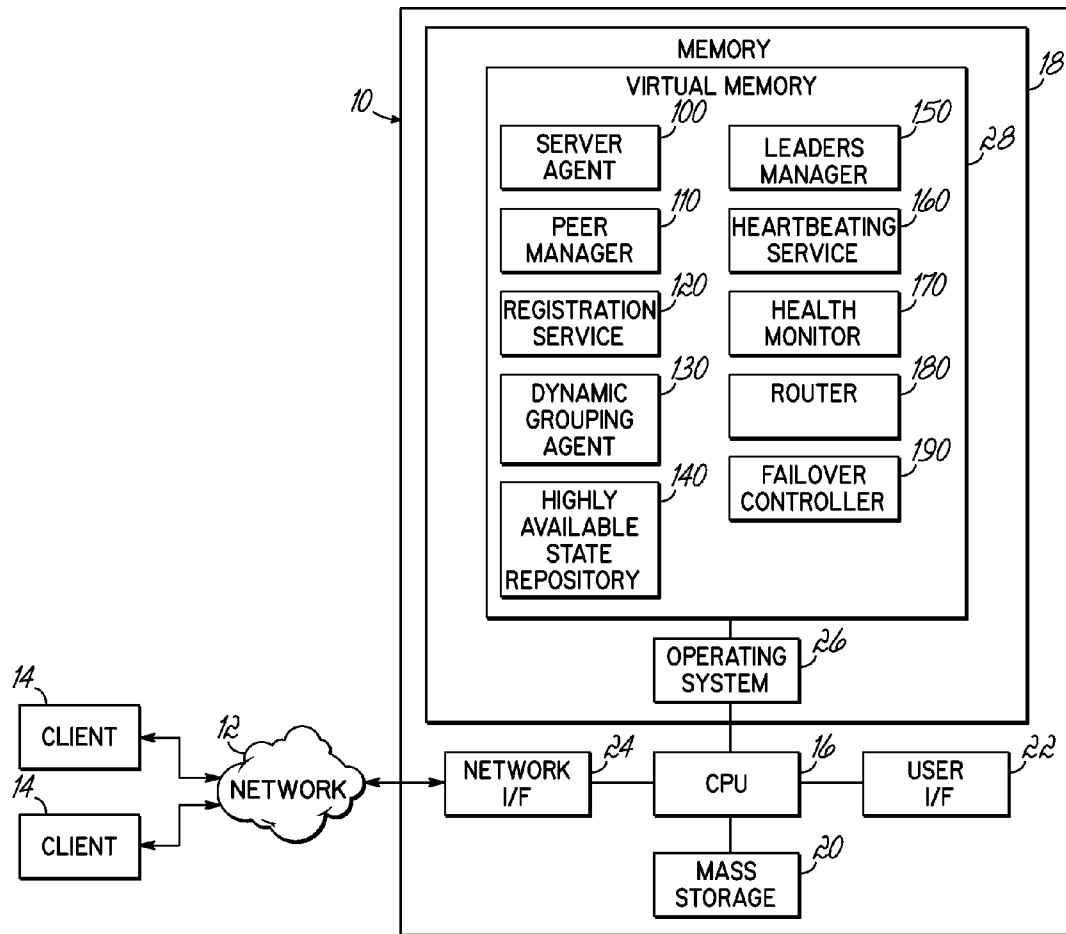 MEMORY
18
VIRTUAL MEMORY
10
100
150
28
SERVER
AGENT
LEADERS
MANAGER
110
160
PEER
MANAGER
HEARTBEATING
SERVICE
120
170
REGISTRATION
SERVICE
HEALTH
MONITOR
130
180
DYNAMIC
GROUPING
AGENT
ROUTER
140
190
HIGHLY
AVAILABLE
STATE
REPOSITORY
FAILOVER
CONTROLLER
26
OPERATING
SYSTEM
14
CLIENT
12
NETWORK
14
CLIENT
24
NETWORK
I/F
16
CPU
22
USER
I/F
20
MASS
STORAGE